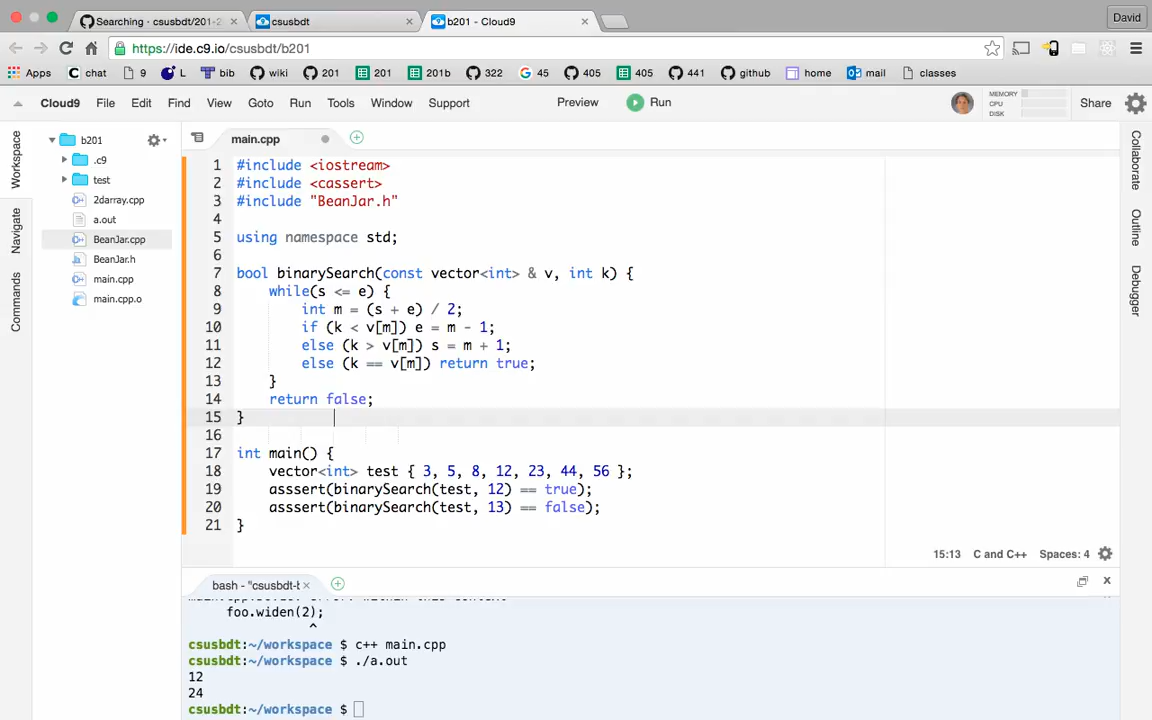 Searching · csusbdt/201-2
csusbdt
b201 - Cloud9
David
https://ide.c9.io/csusbdt/b201
Apps chat 9 L bib wiki 201 201 201b 322 45 405 405 441 github home mail classes
Cloud9 File Edit Find View Goto Run Tools Window Support Preview Run MEMORY CPU DISK Share
Workspace
Navigate
Commands
b201
.c9
test
2darray.cpp
a.out
BeanJar.cpp
BeanJar.h
main.cpp
main.cpp.o
main.cpp
1 #include <iostream>
2 #include <cassert>
3 #include "BeanJar.h"
4
5 using namespace std;
6
7 bool binarySearch(const vector<int> & v, int k) {
8 while(s <= e) {
9 int m = (s + e) / 2;
10 if (k < v[m]) e = m - 1;
11 else (k > v[m]) s = m + 1;
12 else (k == v[m]) return true;
13 }
14 return false;
15 }
16
17 int main() {
18 vector<int> test { 3, 5, 8, 12, 23, 44, 56 };
19 asssert(binarySearch(test, 12) == true);
20 asssert(binarySearch(test, 13) == false);
21 }
15:13 C and C++ Spaces: 4
Collaborate
Outline
Debugger
bash - "csusbdt-b
foo.widen(2);
^
csusbdt:~/workspace $ c++ main.cpp
csusbdt:~/workspace $ ./a.out
12
24
csusbdt:~/workspace $